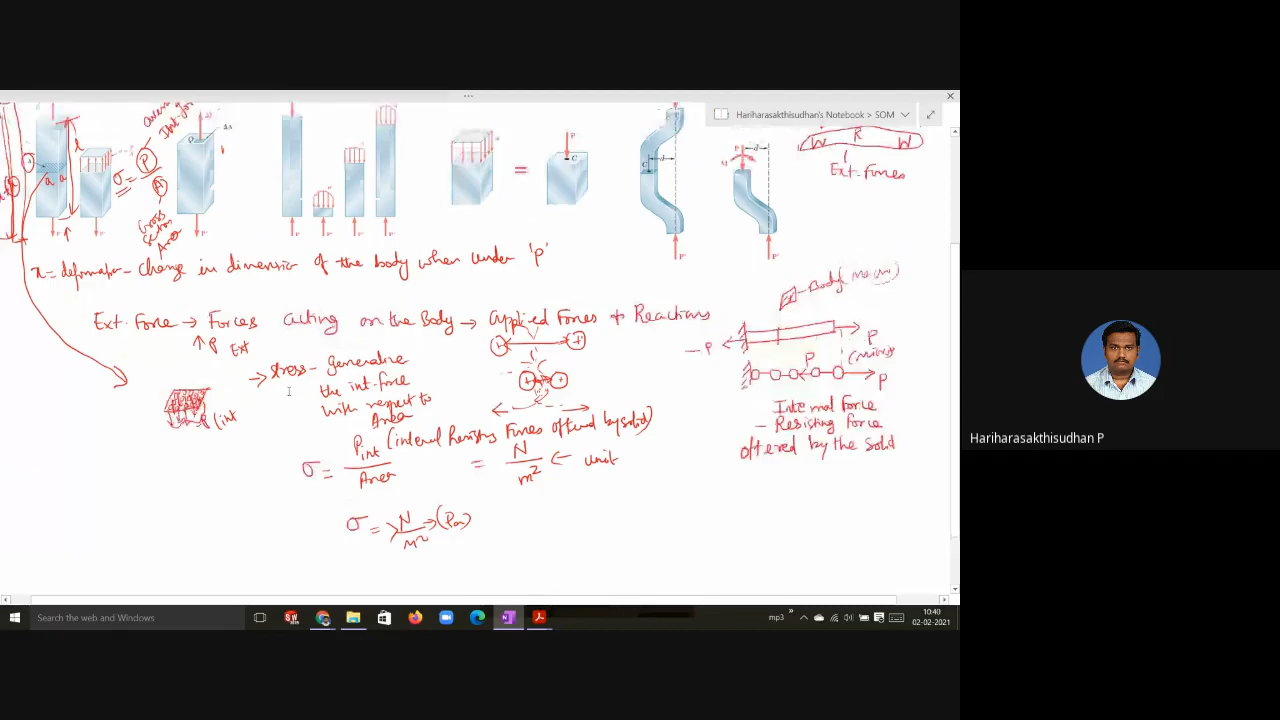 Hariharasakthisudhan's Notebook > SOM
W R W
Ext. Forces
l
a a
σ = P
A
Cross
Section
Area
P' P' P'
P
C
=
d
C
P'
P
d
P'
x = deformation - change in dimension of the body when under 'P'
Body (
Ext. Force → Forces acting on the Body → Applied Forces & Reactions
↑ P Ext
- P
P
P
P
→ stress - generalize
the int-force
with respect to
Area
P (int
Internal Force
- Resisting Force
offered by the solid
P int (internal Resisting Forces offered by solid)
σ = Area = N m² ← unit
σ = N → (Pa)
m²
Hariharasakthisudhan P
Search the web and Windows
mp3
10:40
02-02-2021